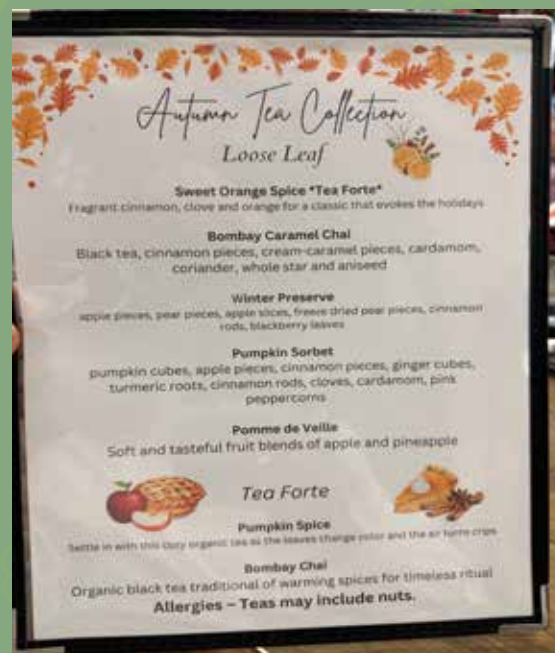 Autumn Tea Collection
Loose Leaf
Sweet Orange Spice *Tea Forte*
Fragrant cinnamon, clove and orange for a classic that evokes the holidays
Bombay Caramel Chai
Black tea, cinnamon pieces, cream-caramel pieces, cardamom,
coriander, whole star and aniseed
Winter Preserve
apple pieces, pear pieces, apple slices, freeze dried pear pieces, cinnamon
rods, blackberry leaves
Pumpkin Sorbet
pumpkin cubes, apple pieces, cinnamon pieces, ginger cubes,
turmeric roots, cinnamon rods, cloves, cardamom, pink
peppercorns
Pomme de Veille
Soft and tasteful fruit blends of apple and pineapple
Tea Forte
Pumpkin Spice
Settle in with this cozy organic tea as the leaves change color and the air turns crips
Bombay Chai
Organic black tea traditional of warming spices for timeless ritual
Allergies – Teas may include nuts.